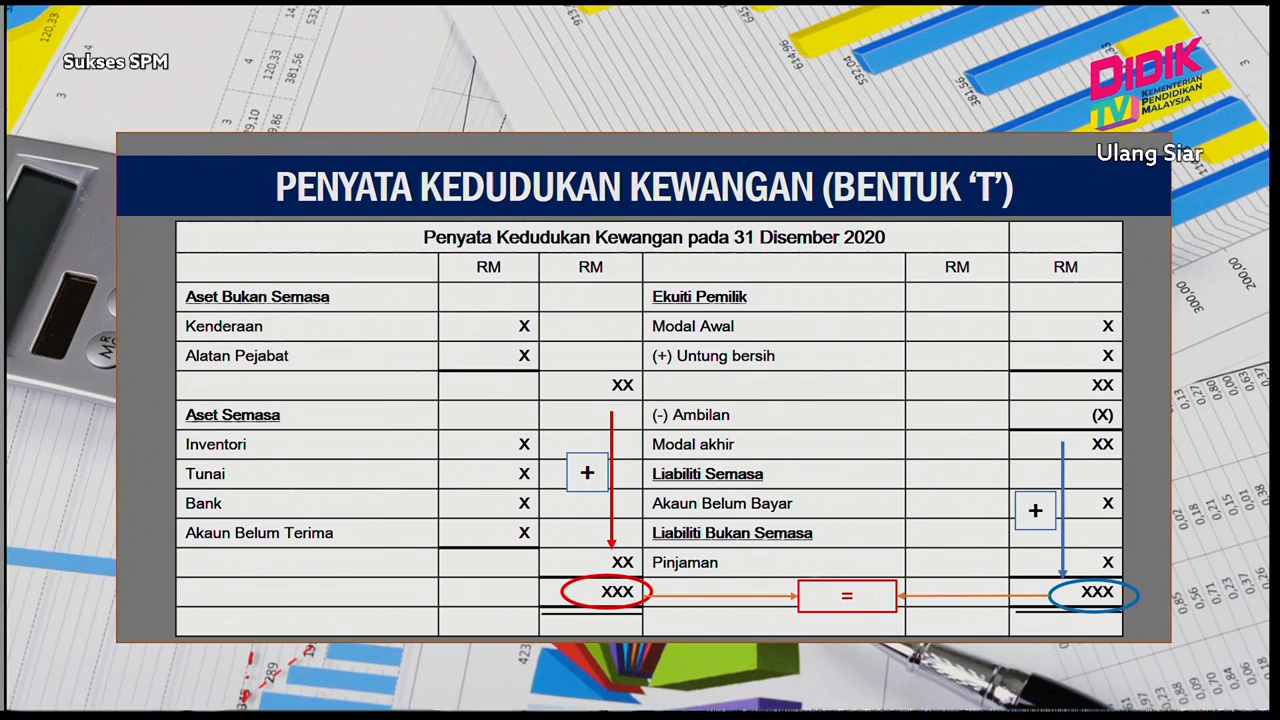 Sukses SPM
DIDIK
TV
KEMENTERIAN
PENDIDIKAN
MALAYSIA
Ulang Siar
PENYATA KEDUDUKAN KEWANGAN (BENTUK ‘T’)
Penyata Kedudukan Kewangan pada 31 Disember 2020
RM RM RM RM
Aset Bukan Semasa Ekuiti Pemilik
Kenderaan X Modal Awal X
Alatan Pejabat X (+) Untung bersih X
XX XX
Aset Semasa (-) Ambilan (X)
Inventori X Modal akhir XX
Tunai X + Liabiliti Semasa
Bank X Akaun Belum Bayar + X
Akaun Belum Terima X Liabiliti Bukan Semasa
XX Pinjaman X
XXX = XXX